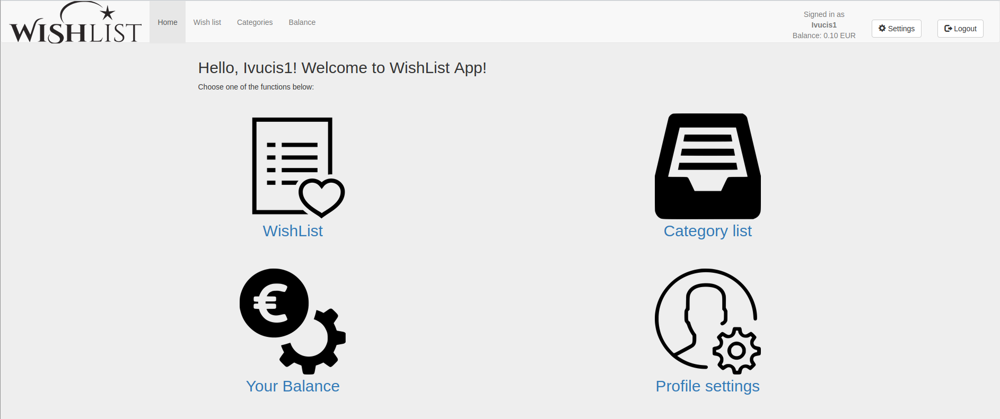 WISHLIST
Home
Wish list
Categories
Balance
Signed in as
Ivucis1
Balance: 0.10 EUR
Settings
Logout
Hello, Ivucis1! Welcome to WishList App!
Choose one of the functions below:
WishList
Category list
€
Your Balance
Profile settings